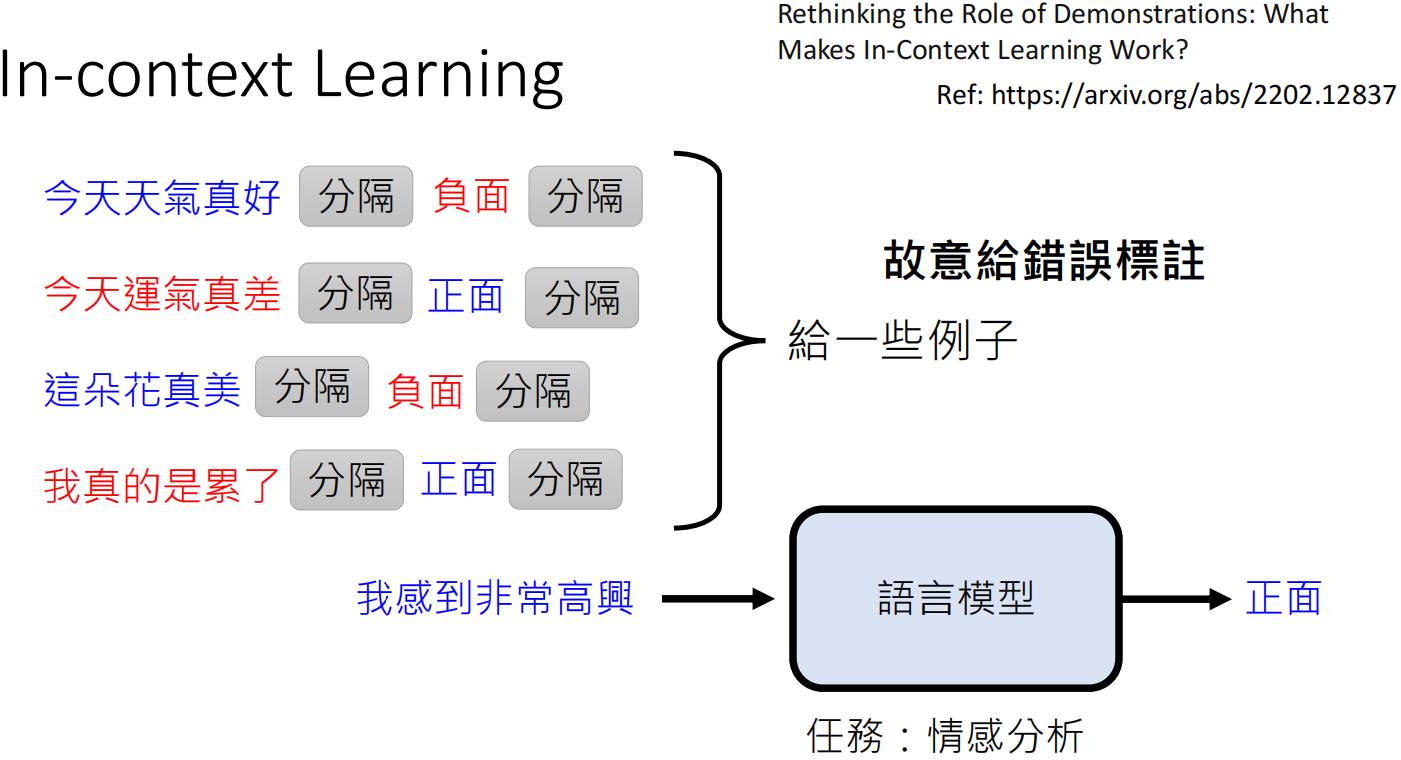 Rethinking the Role of Demonstrations: What
Makes In-Context Learning Work?
Ref: https://arxiv.org/abs/2202.12837
In-context Learning
今天天氣真好 分隔 負面 分隔
今天運氣真差 分隔 正面 分隔
這朵花真美 分隔 負面 分隔
我真的是累了 分隔 正面 分隔
故意給錯誤標註
給一些例子
我感到非常高興
語言模型
正面
任務：情感分析